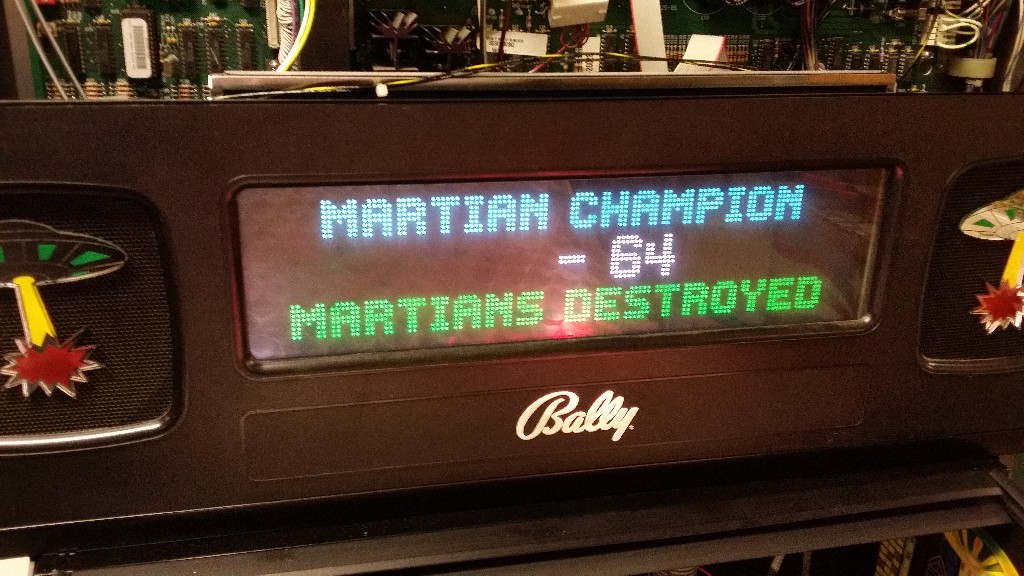 MARTIAN CHAMPION
- 64
MARTIANS DESTROYED
Bally